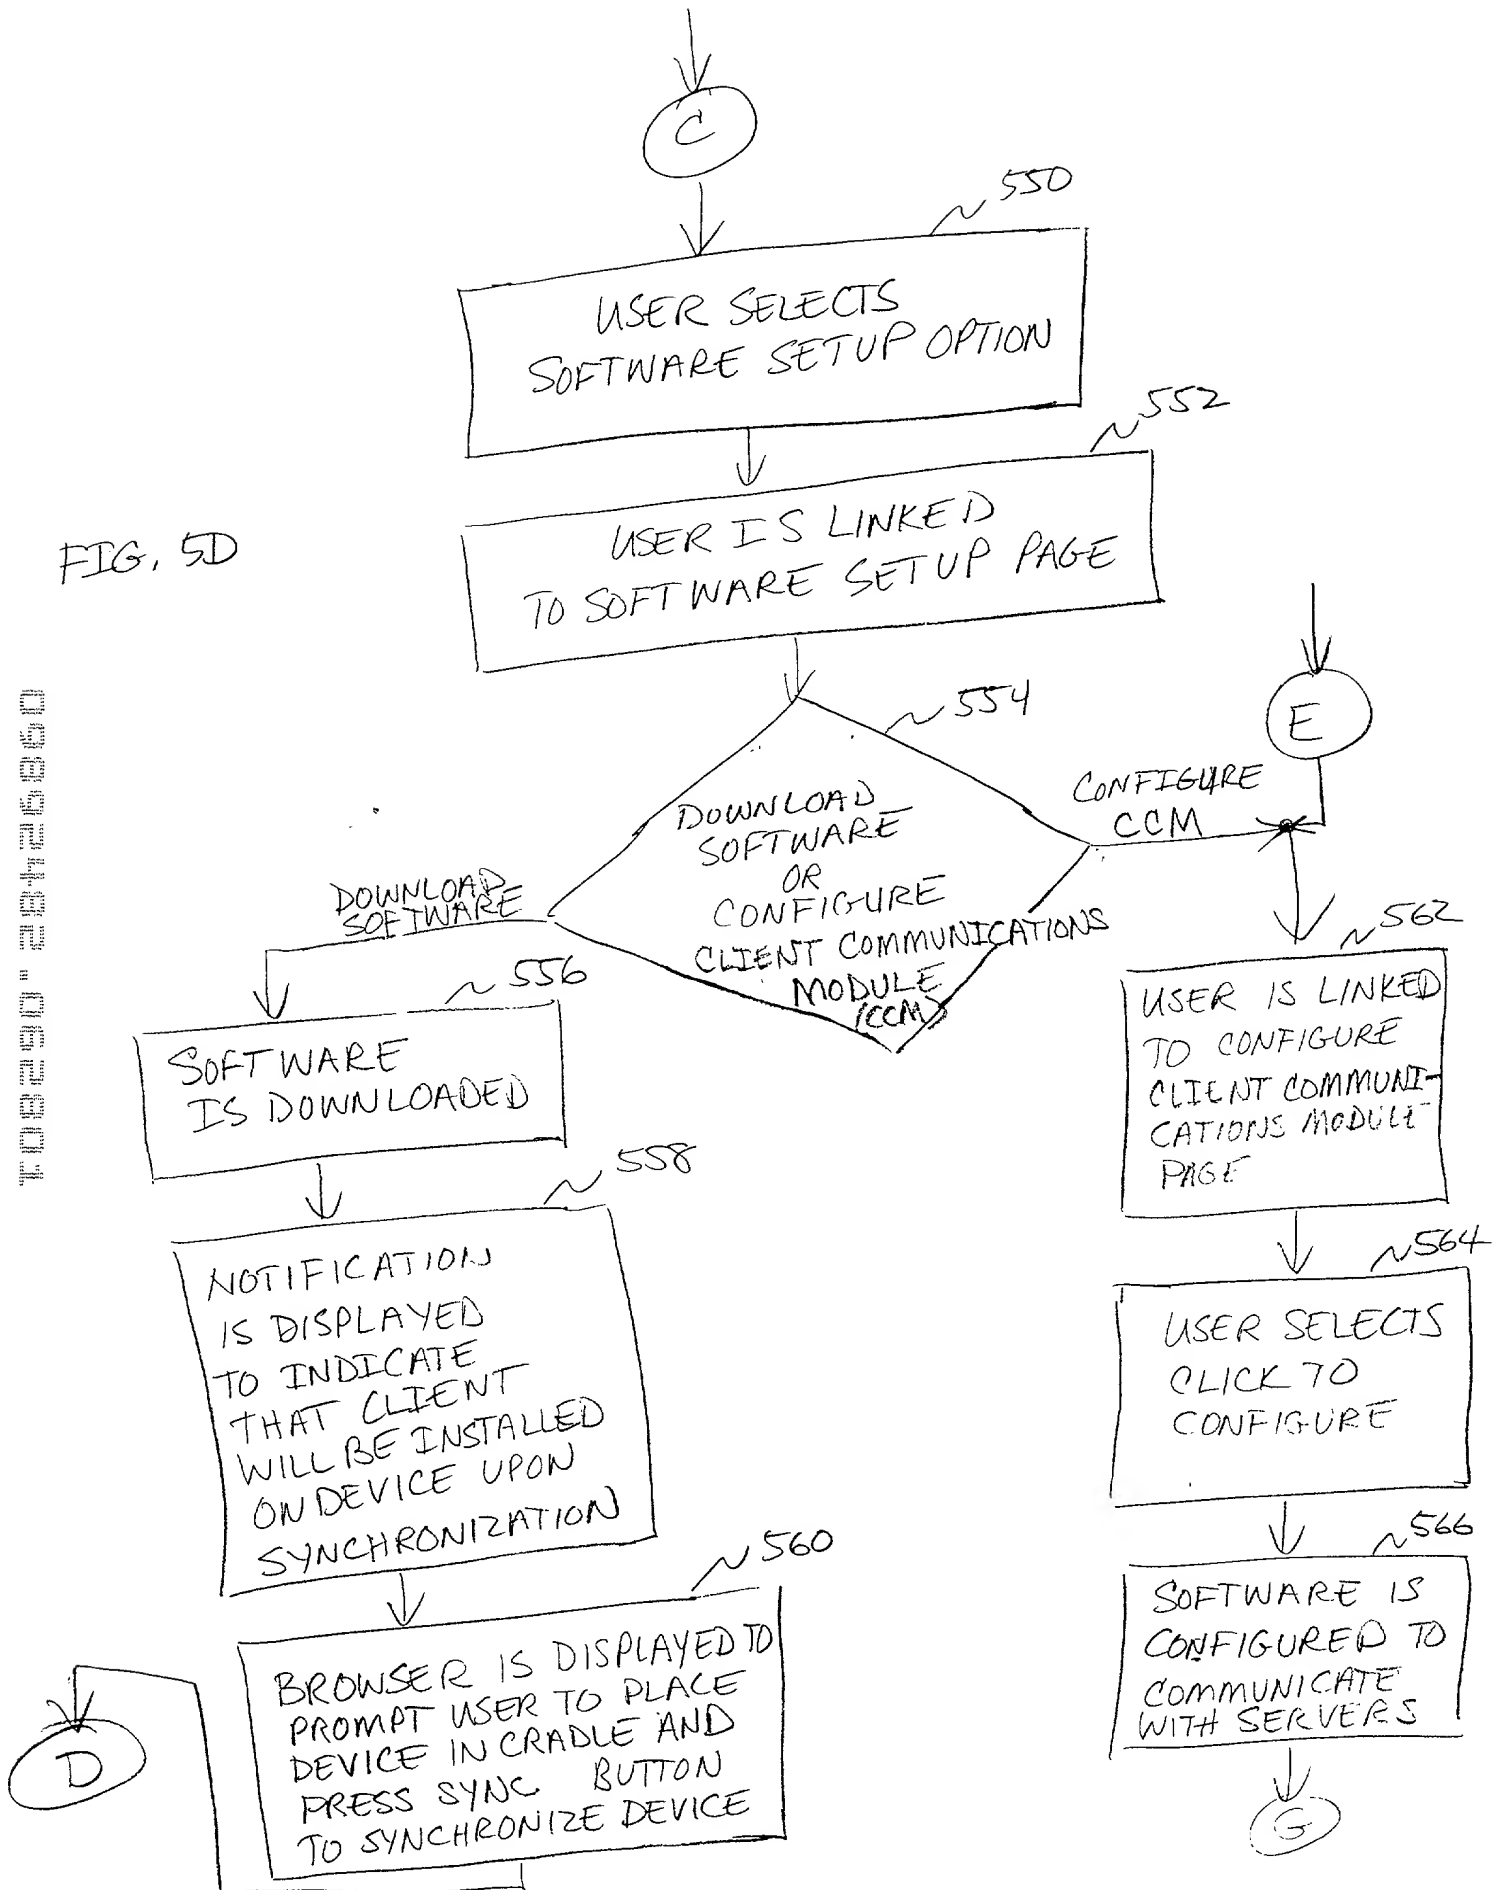 C
550
USER SELECTS
SOFTWARE SETUP OPTION
552
USER IS LINKED
TO SOFTWARE SETUP PAGE
FIG. 5D
E
554
DOWNLOAD
SOFTWARE
OR
CONFIGURE
CLIENT COMMUNICATIONS
MODULE
(CCM)
CONFIGURE
CCM
DOWNLOAD
SOFTWARE
556
SOFTWARE
IS DOWNLOADED
558
NOTIFICATION
IS DISPLAYED
TO INDICATE
THAT CLIENT
WILL BE INSTALLED
ON DEVICE UPON
SYNCHRONIZATION
560
BROWSER IS DISPLAYED TO
PROMPT USER TO PLACE
DEVICE IN CRADLE AND
PRESS SYNC BUTTON
TO SYNCHRONIZE DEVICE
D
562
USER IS LINKED
TO CONFIGURE
CLIENT COMMUNI-
CATIONS MODULE
PAGE
564
USER SELECTS
CLICK TO
CONFIGURE
566
SOFTWARE IS
CONFIGURED TO
COMMUNICATE
WITH SERVERS
G
09892482.062801